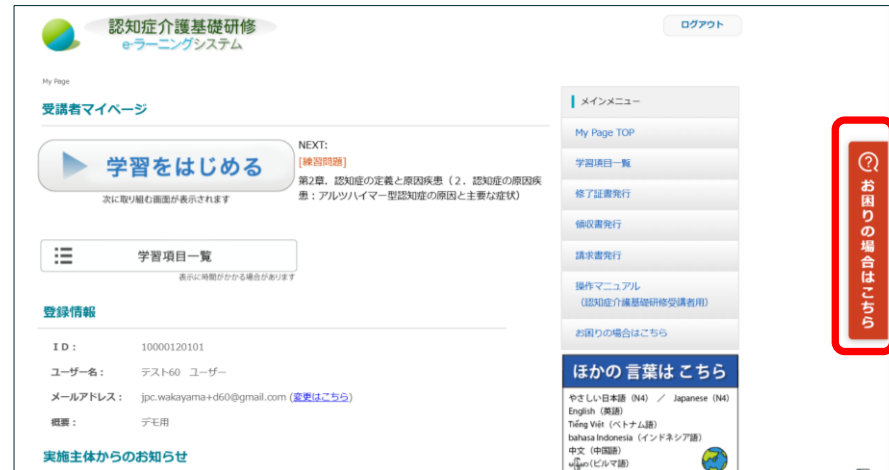 認知症介護基礎研修
eラーニングシステム
ログアウト
My Page
受講者マイページ
学習をはじめる
次に取り組む画面が表示されます
NEXT:
[練習問題]
第2章．認知症の定義と原因疾患（2．認知症の原因疾
患：アルツハイマー型認知症の原因と主要な症状）
学習項目一覧
表示に時間がかかる場合があります
登録情報
ID：
10000120101
ユーザー名：
テスト60 ユーザー
メールアドレス：
jpc.wakayama+d60@gmail.com (変更はこちら)
概要：
デモ用
実施主体からのお知らせ
メインメニュー
My Page TOP
学習項目一覧
修了証書発行
領収書発行
請求書発行
操作マニュアル
（認知症介護基礎研修受講者用）
お困りの場合はこちら
ほかの 言葉は こちら
やさしい日本語（N4） ／ Japanese（N4）
English（英語）
Tiếng Việt（ベトナム語）
bahasa Indonesia（インドネシア語）
中文（中国語）
(ビルマ語)
お困りの場合はこちら